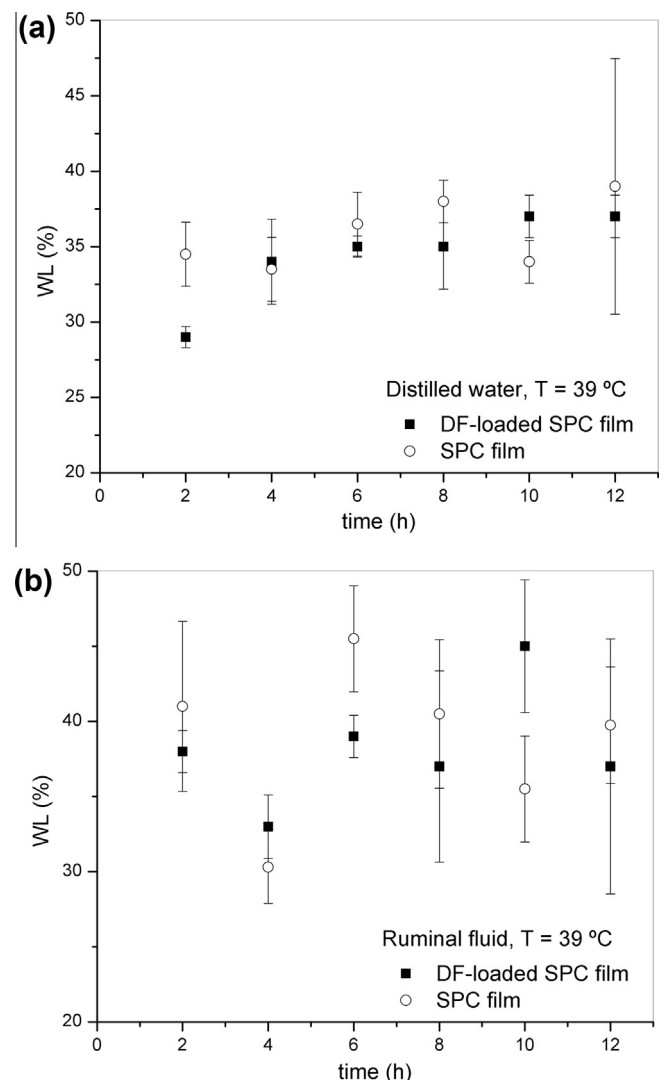 (a)
50
45
40
35
30
25
20
WL (%)
Distilled water, T = 39 ºC
DF-loaded SPC film
SPC film
0 2 4 6 8 10 12
time (h)
(b)
50
40
30
20
WL (%)
Ruminal fluid, T = 39 ºC
DF-loaded SPC film
SPC film
0 2 4 6 8 10 12
time (h)